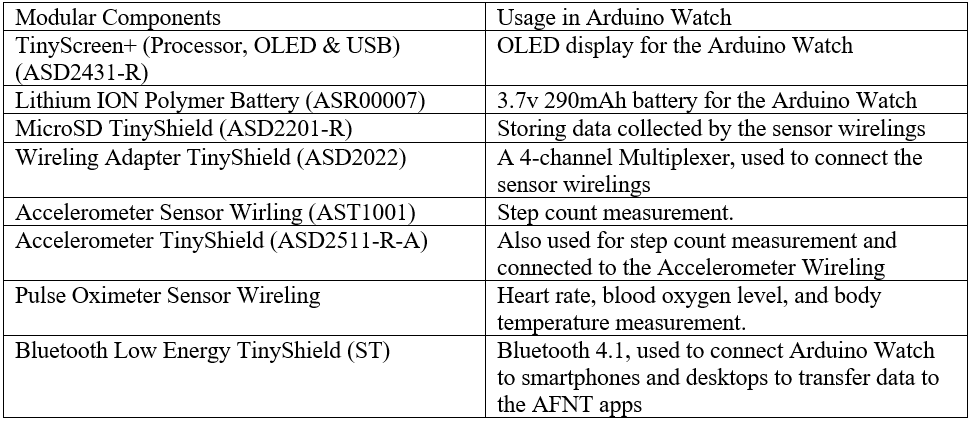 Modular Components
Usage in Arduino Watch
TinyScreen+ (Processor, OLED & USB)
(ASD2431-R)
OLED display for the Arduino Watch
Lithium ION Polymer Battery (ASR00007)
3.7v 290mAh battery for the Arduino Watch
MicroSD TinyShield (ASD2201-R)
Storing data collected by the sensor wirelings
Wireling Adapter TinyShield (ASD2022)
A 4-channel Multiplexer, used to connect the
sensor wirelings
Accelerometer Sensor Wirling (AST1001)
Step count measurement.
Accelerometer TinyShield (ASD2511-R-A)
Also used for step count measurement and
connected to the Accelerometer Wireling
Pulse Oximeter Sensor Wireling
Heart rate, blood oxygen level, and body
temperature measurement.
Bluetooth Low Energy TinyShield (ST)
Bluetooth 4.1, used to connect Arduino Watch
to smartphones and desktops to transfer data to
the AFNT apps